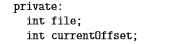 private:
int file;
int currentOffset;